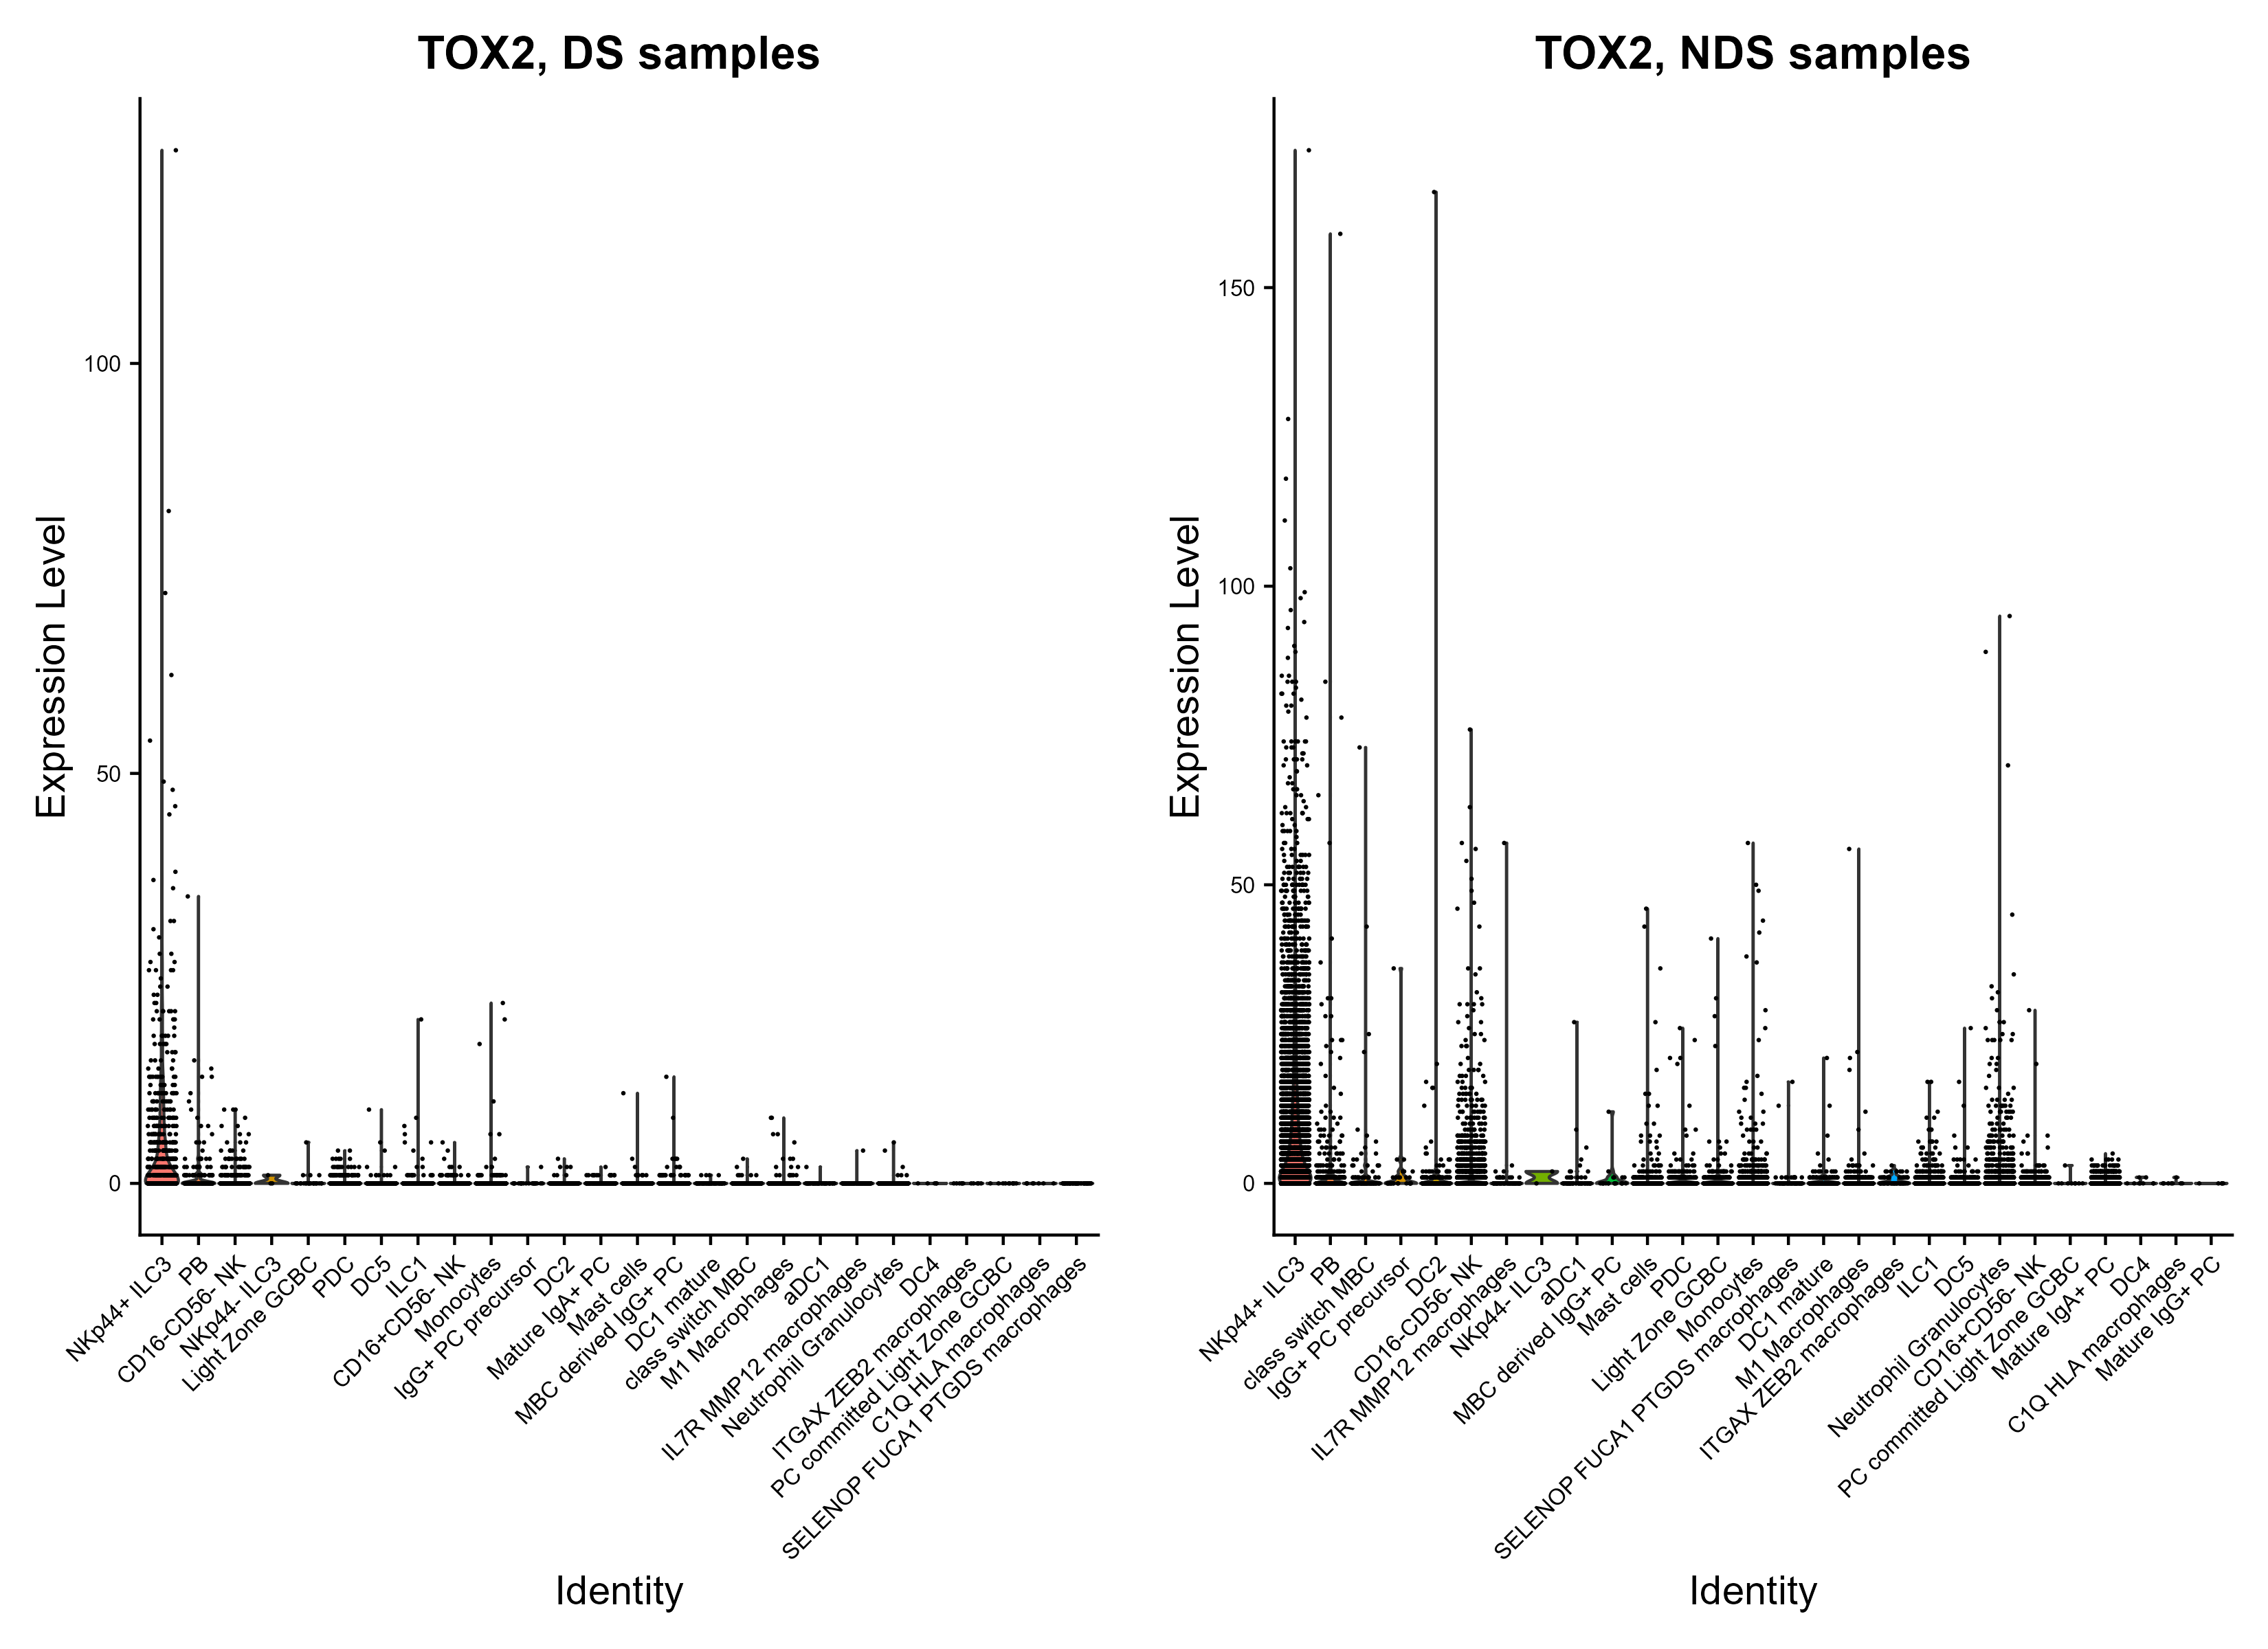 TOX2, DS samples
Expression Level
100
50
0
NKp44+ ILC3
PB
CD16-CD56- NK
NKp44- ILC3
Light Zone GCBC
PDC
DC5
ILC1
CD16+CD56- NK
Monocytes
IgG+ PC precursor
DC2
Mature IgA+ PC
Mast cells
MBC derived IgG+ PC
DC1 mature
class switch MBC
M1 Macrophages
aDC1
IL7R MMP12 macrophages
Neutrophil Granulocytes
DC4
ITGAX ZEB2 macrophages
PC committed Light Zone GCBC
C1Q HLA macrophages
SELENOP FUCA1 PTGDS macrophages
Identity
TOX2, NDS samples
Expression Level
150
100
50
0
NKp44+ ILC3
PB
class switch MBC
IgG+ PC precursor
DC2
CD16-CD56- NK
IL7R MMP12 macrophages
NKp44- ILC3
aDC1
MBC derived IgG+ PC
Mast cells
PDC
Light Zone GCBC
Monocytes
SELENOP FUCA1 PTGDS macrophages
DC1 mature
M1 Macrophages
ITGAX ZEB2 macrophages
ILC1
DC5
Neutrophil Granulocytes
CD16+CD56- NK
PC committed Light Zone GCBC
Mature IgA+ PC
DC4
C1Q HLA macrophages
Mature IgG+ PC
Identity